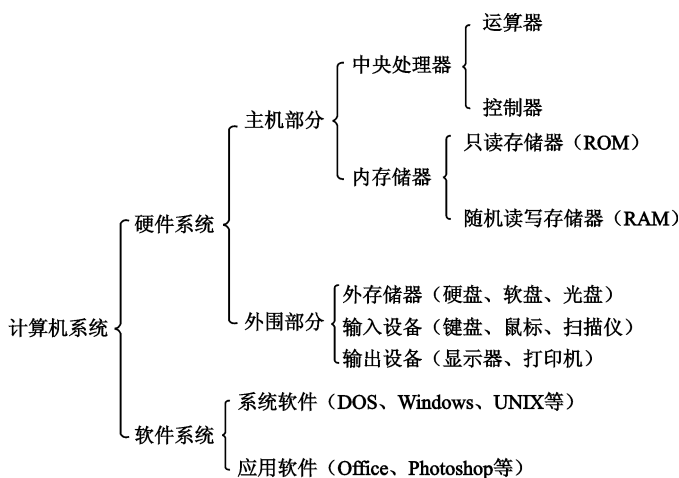 运算器
中央处理器
控制器
主机部分
只读存储器（ROM）
内存储器
随机读写存储器（RAM）
硬件系统
外存储器（硬盘、软盘、光盘）
外围部分
输入设备（键盘、鼠标、扫描仪）
计算机系统
输出设备（显示器、打印机）
系统软件（DOS、Windows、UNIX等）
软件系统
应用软件（Office、Photoshop等）